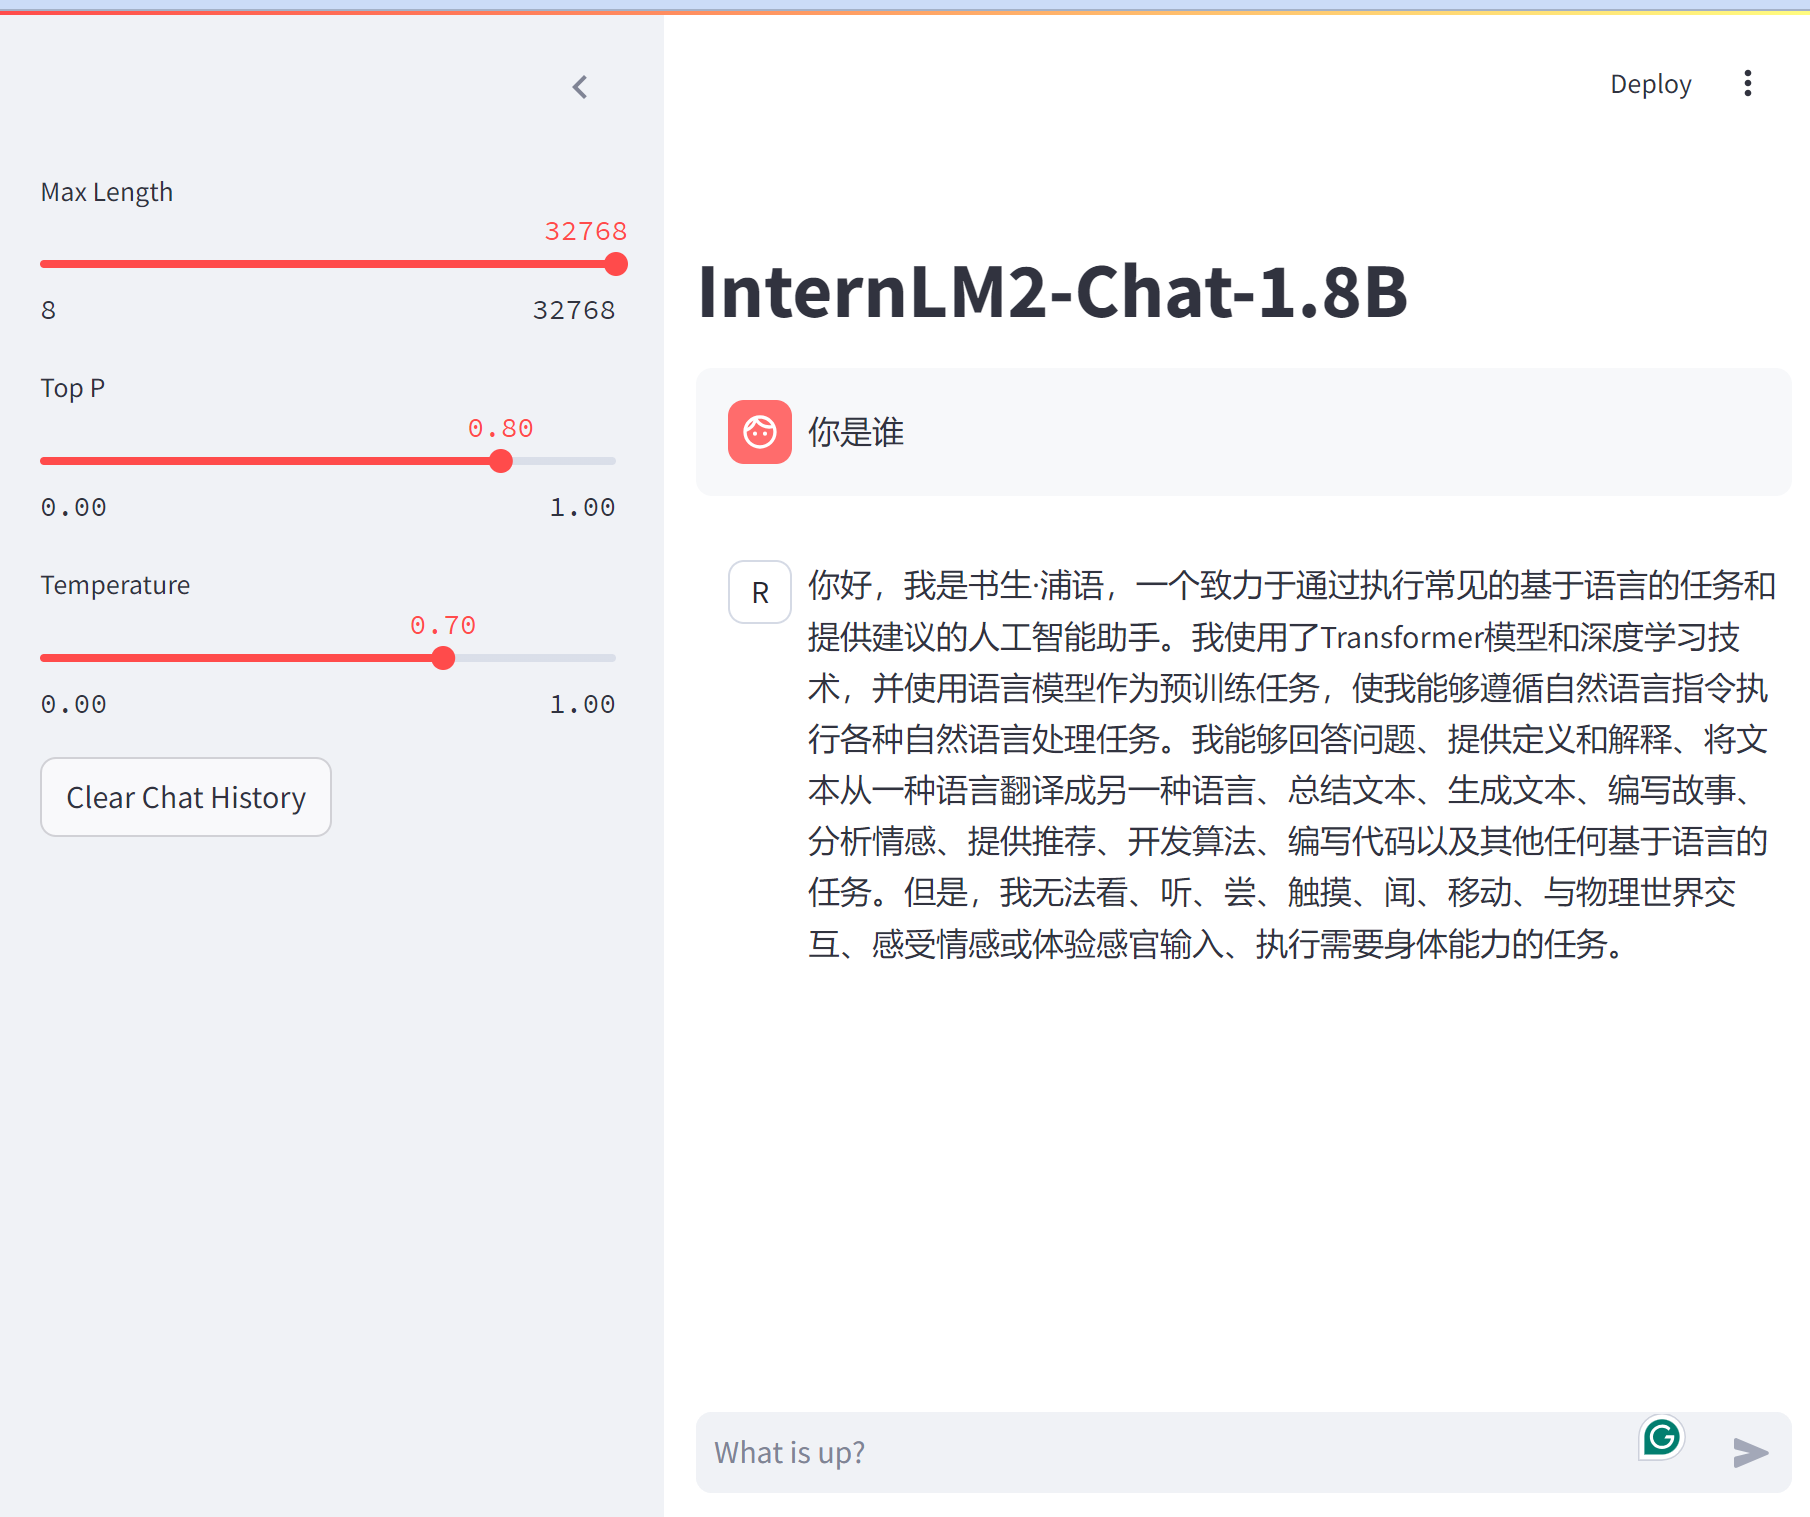 Deploy
Max Length
32768
8 32768
Top P
0.80
0.00 1.00
Temperature
0.70
0.00 1.00
Clear Chat History
InternLM2-Chat-1.8B
你是谁
R
你好，我是书生·浦语，一个致力于通过执行常见的基于语言的任务和
提供建议的人工智能助手。我使用了Transformer模型和深度学习技
术，并使用语言模型作为预训练任务，使我能够遵循自然语言指令执
行各种自然语言处理任务。我能够回答问题、提供定义和解释、将文
本从一种语言翻译成另一种语言、总结文本、生成文本、编写故事、
分析情感、提供推荐、开发算法、编写代码以及其他任何基于语言的
任务。但是，我无法看、听、尝、触摸、闻、移动、与物理世界交
互、感受情感或体验感官输入、执行需要身体能力的任务。
What is up?